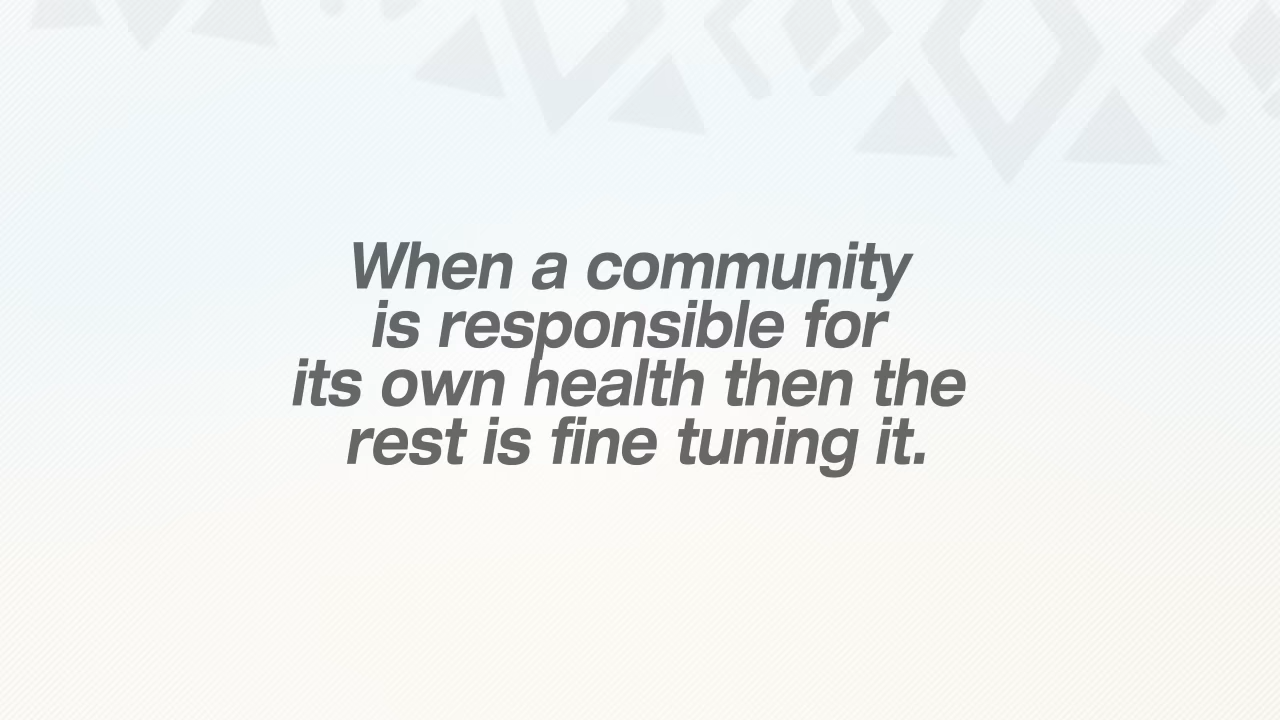 When a community
is responsible for
its own health then the
rest is fine tuning it.